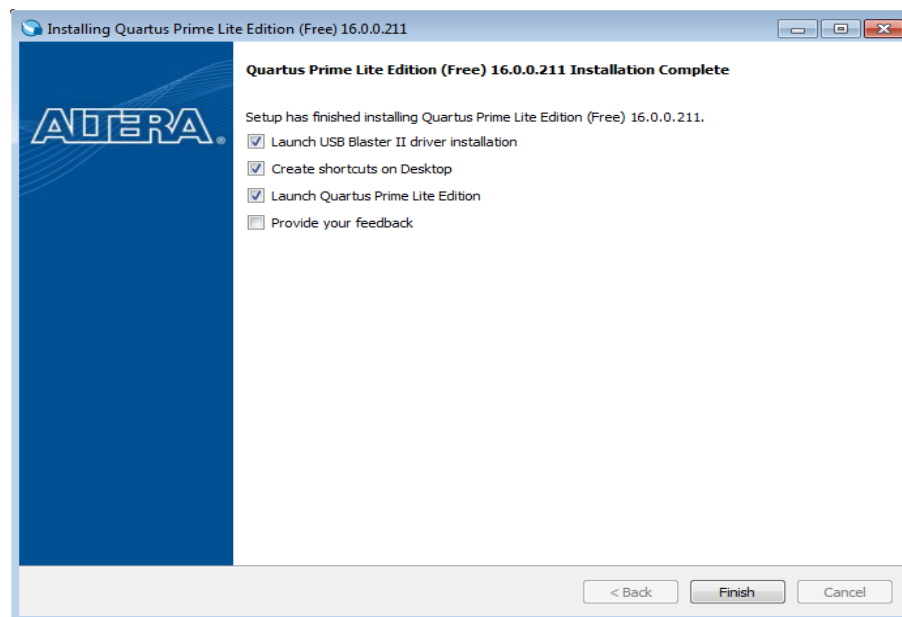 Installing Quartus Prime Lite Edition (Free) 16.0.0.211
Quartus Prime Lite Edition (Free) 16.0.0.211 Installation Complete
ALTERA®
Setup has finished installing Quartus Prime Lite Edition (Free) 16.0.0.211.
Launch USB Blaster II driver installation
Create shortcuts on Desktop
Launch Quartus Prime Lite Edition
Provide your feedback
< Back Finish Cancel